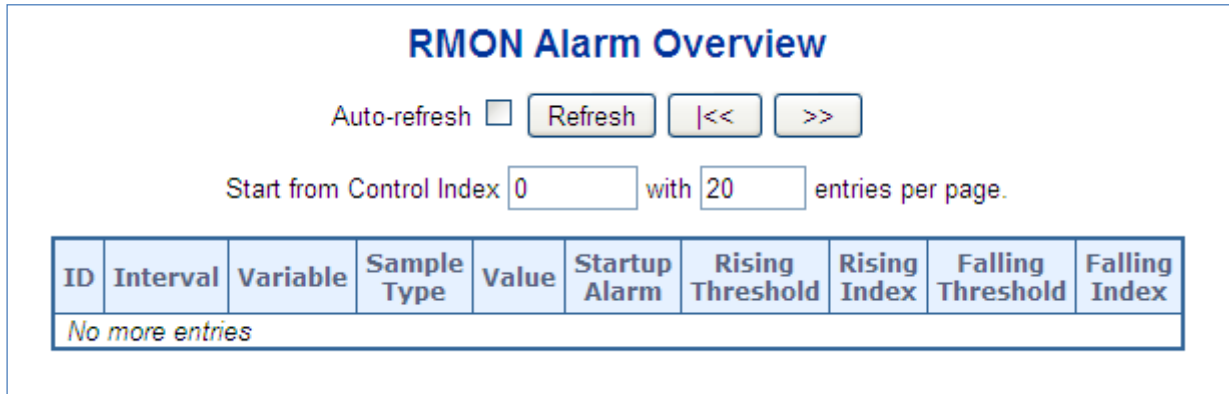 RMON Alarm Overview
Auto-refresh Refresh |<< >>
Start from Control Index 0 with 20 entries per page.
ID Interval Variable Sample Type Value Startup Alarm Rising Threshold Rising Index Falling Threshold Falling Index
No more entries